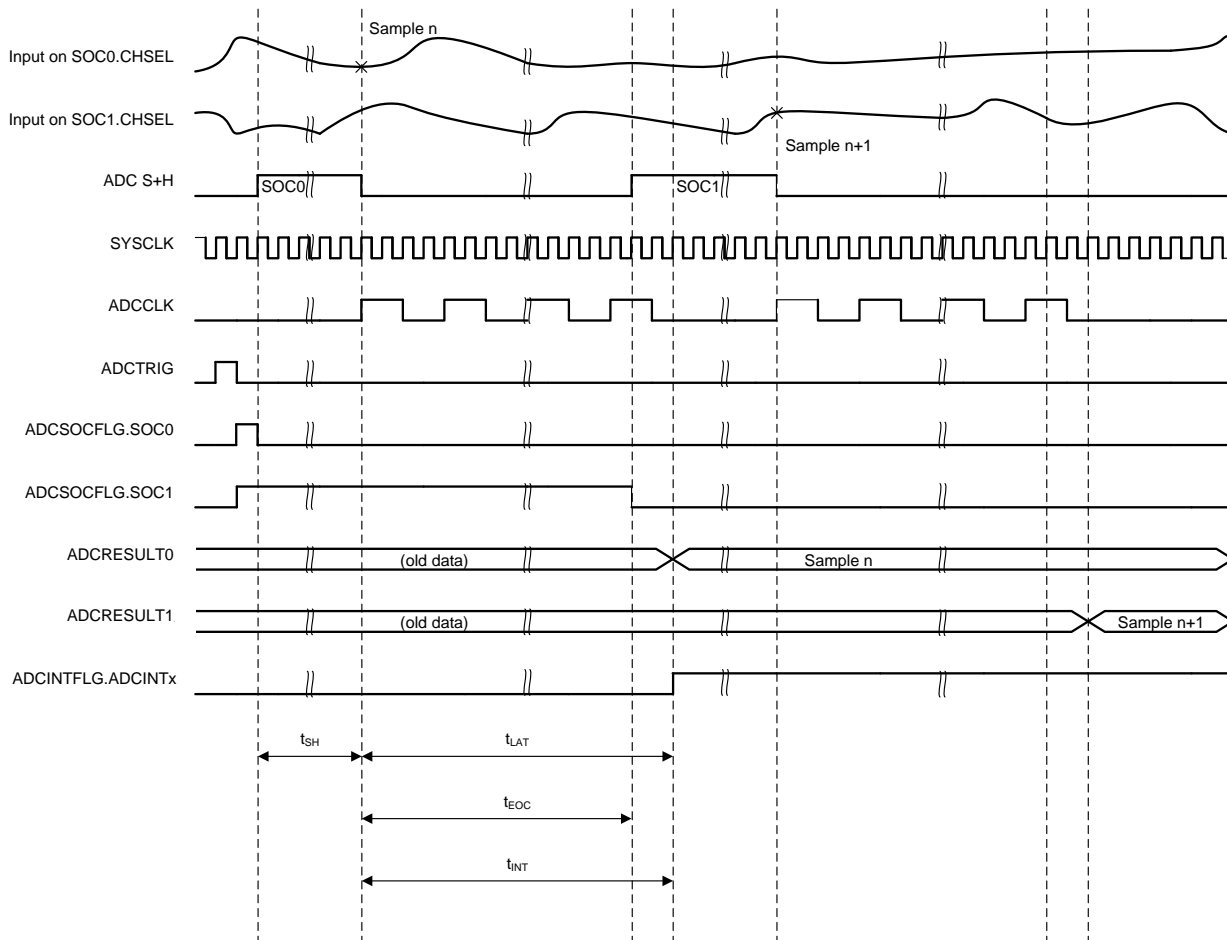 Sample n
Input on SOC0.CHSEL
Input on SOC1.CHSEL
Sample n+1
ADC S+H
SOC0
SOC1
SYSCLK
ADCCLK
ADCTRIG
ADCSOCFLG.SOC0
ADCSOCFLG.SOC1
ADCRESULT0
(old data)
Sample n
ADCRESULT1
(old data)
Sample n+1
ADCINTFLG.ADCINTx
tSH
tLAT
tEOC
tINT